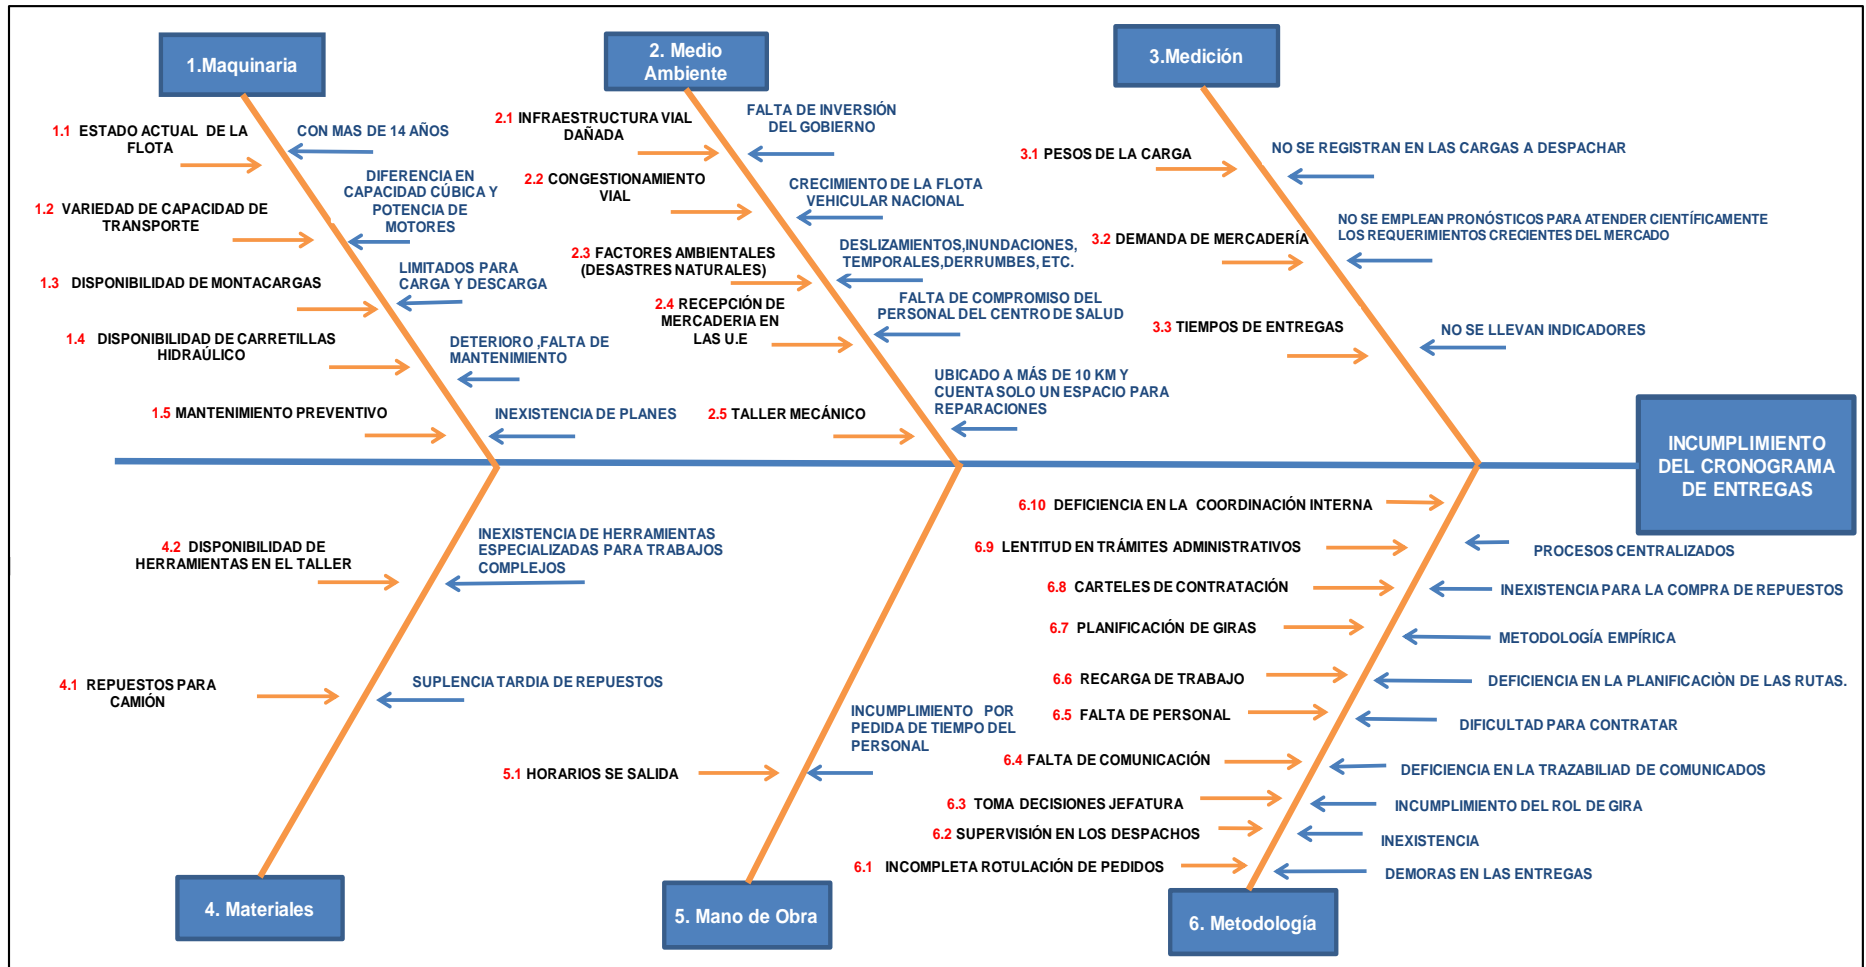 1.Maquinaria
2. Medio
Ambiente
3.Medición
1.1 ESTADO ACTUAL DE LA
FLOTA
CON MAS DE 14 AÑOS
1.2 VARIEDAD DE CAPACIDAD DE
TRANSPORTE
DIFERENCIA EN
CAPACIDAD CÚBICA Y
POTENCIA DE
MOTORES
1.3 DISPONIBILIDAD DE MONTACARGAS
LIMITADOS PARA
CARGA Y DESCARGA
1.4 DISPONIBILIDAD DE CARRETILLAS
HIDRAÚLICO
DETERIORO ,FALTA DE
MANTENIMIENTO
1.5 MANTENIMIENTO PREVENTIVO
INEXISTENCIA DE PLANES
2.1 INFRAESTRUCTURA VIAL
DAÑADA
FALTA DE INVERSIÓN
DEL GOBIERNO
2.2 CONGESTIONAMIENTO
VIAL
CRECIMIENTO DE LA FLOTA
VEHICULAR NACIONAL
2.3 FACTORES AMBIENTALES
(DESASTRES NATURALES)
DESLIZAMIENTOS,INUNDACIONES,
TEMPORALES,DERRUMBES, ETC.
2.4 RECEPCIÓN DE
MERCADERIA EN
LAS U.E
FALTA DE COMPROMISO DEL
PERSONAL DEL CENTRO DE SALUD
2.5 TALLER MECÁNICO
UBICADO A MÁS DE 10 KM Y
CUENTA SOLO UN ESPACIO PARA
REPARACIONES
3.1 PESOS DE LA CARGA
NO SE REGISTRAN EN LAS CARGAS A DESPACHAR
3.2 DEMANDA DE MERCADERÍA
NO SE EMPLEAN PRONÓSTICOS PARA ATENDER CIENTÍFICAMENTE
LOS REQUERIMIENTOS CRECIENTES DEL MERCADO
3.3 TIEMPOS DE ENTREGAS
NO SE LLEVAN INDICADORES
INCUMPLIMIENTO
DEL CRONOGRAMA
DE ENTREGAS
4.2 DISPONIBILIDAD DE
HERRAMIENTAS EN EL TALLER
INEXISTENCIA DE HERRAMIENTAS
ESPECIALIZADAS PARA TRABAJOS
COMPLEJOS
4.1 REPUESTOS PARA
CAMIÓN
SUPLENCIA TARDIA DE REPUESTOS
5.1 HORARIOS SE SALIDA
INCUMPLIMIENTO POR
PEDIDA DE TIEMPO DEL
PERSONAL
6.10 DEFICIENCIA EN LA COORDINACIÓN INTERNA
PROCESOS CENTRALIZADOS
6.9 LENTITUD EN TRÁMITES ADMINISTRATIVOS
INEXISTENCIA PARA LA COMPRA DE REPUESTOS
6.8 CARTELES DE CONTRATACIÓN
METODOLOGÍA EMPÍRICA
6.7 PLANIFICACIÓN DE GIRAS
DEFICIENCIA EN LA PLANIFICACIÒN DE LAS RUTAS.
6.6 RECARGA DE TRABAJO
DIFICULTAD PARA CONTRATAR
6.5 FALTA DE PERSONAL
DEFICIENCIA EN LA TRAZABILIAD DE COMUNICADOS
6.4 FALTA DE COMUNICACIÓN
INCUMPLIMIENTO DEL ROL DE GIRA
6.3 TOMA DECISIONES JEFATURA
INEXISTENCIA
6.2 SUPERVISIÓN EN LOS DESPACHOS
DEMORAS EN LAS ENTREGAS
6.1 INCOMPLETA ROTULACIÓN DE PEDIDOS
4. Materiales
5. Mano de Obra
6. Metodología